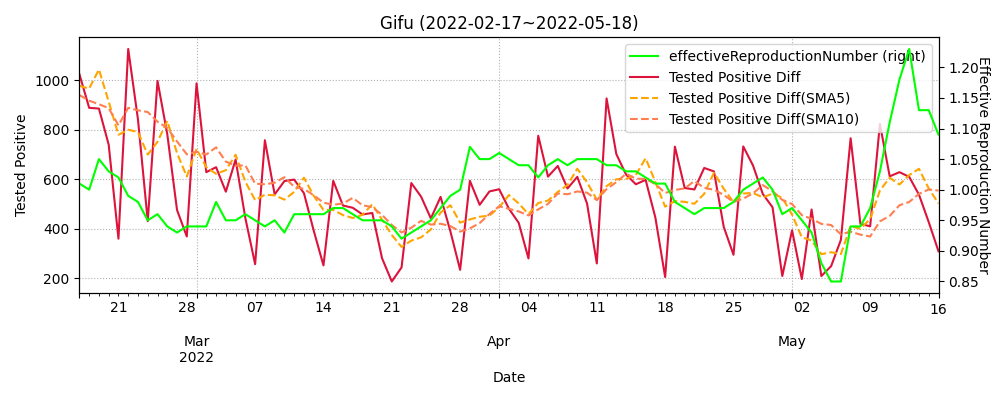 Gifu (2022-02-17~2022-05-18)
effectiveReproductionNumber (right)
Tested Positive Diff
Tested Positive Diff(SMA5)
Tested Positive Diff(SMA10)
Tested Positive
1000
800
600
400
200
Effective Reproduction Number
1.20
1.15
1.10
1.05
1.00
0.95
0.90
0.85
21 28 07 14 21 28 04 11 18 25 02 09 16
Mar Apr May
2022
Date